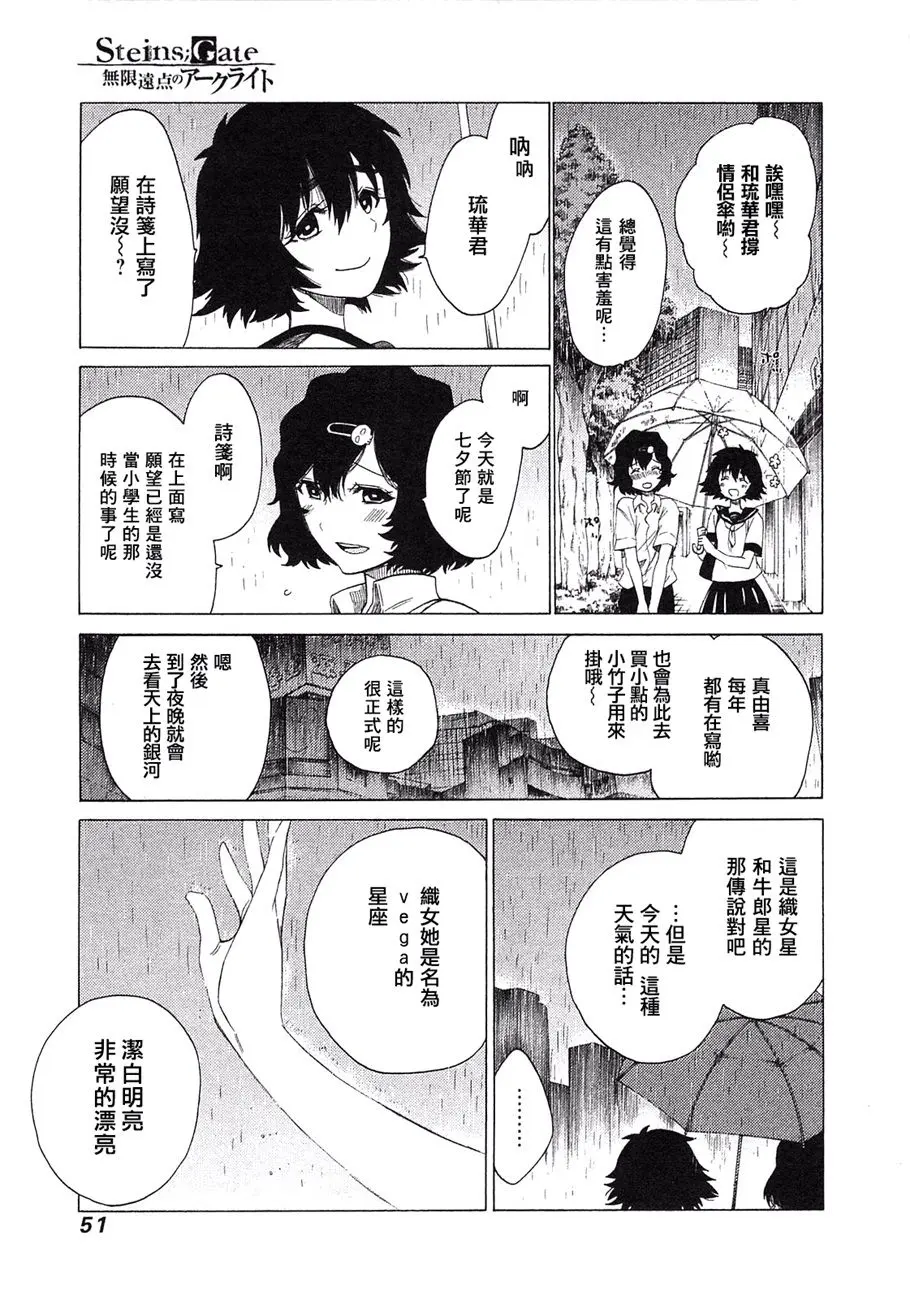 Steins;Gate
無限遠点のアークライト
誒嘿嘿～
和琉華君撐
情侶傘喲～
總覺得
這有點害羞呢…
ポ…
ポツ
吶
吶
琉華君
在詩箋上寫了
願望沒～？
啊
今天就是
七夕節了呢
詩箋啊
在上面寫
願望已經是還沒
當小學生的那
時候的事了呢
真由喜
每年
都有在寫喲
也會為此去
買小點的
小竹子用來
掛哦～
這樣的
很正式呢
嗯
然後
到了夜晚就會
去看天上的銀河
這是織女星
和牛郎星的
那傳說對吧
…但是
今天的 這種
天氣的話…
………
織女她是名為
vega的
星座
潔白明亮
非常的漂亮
51